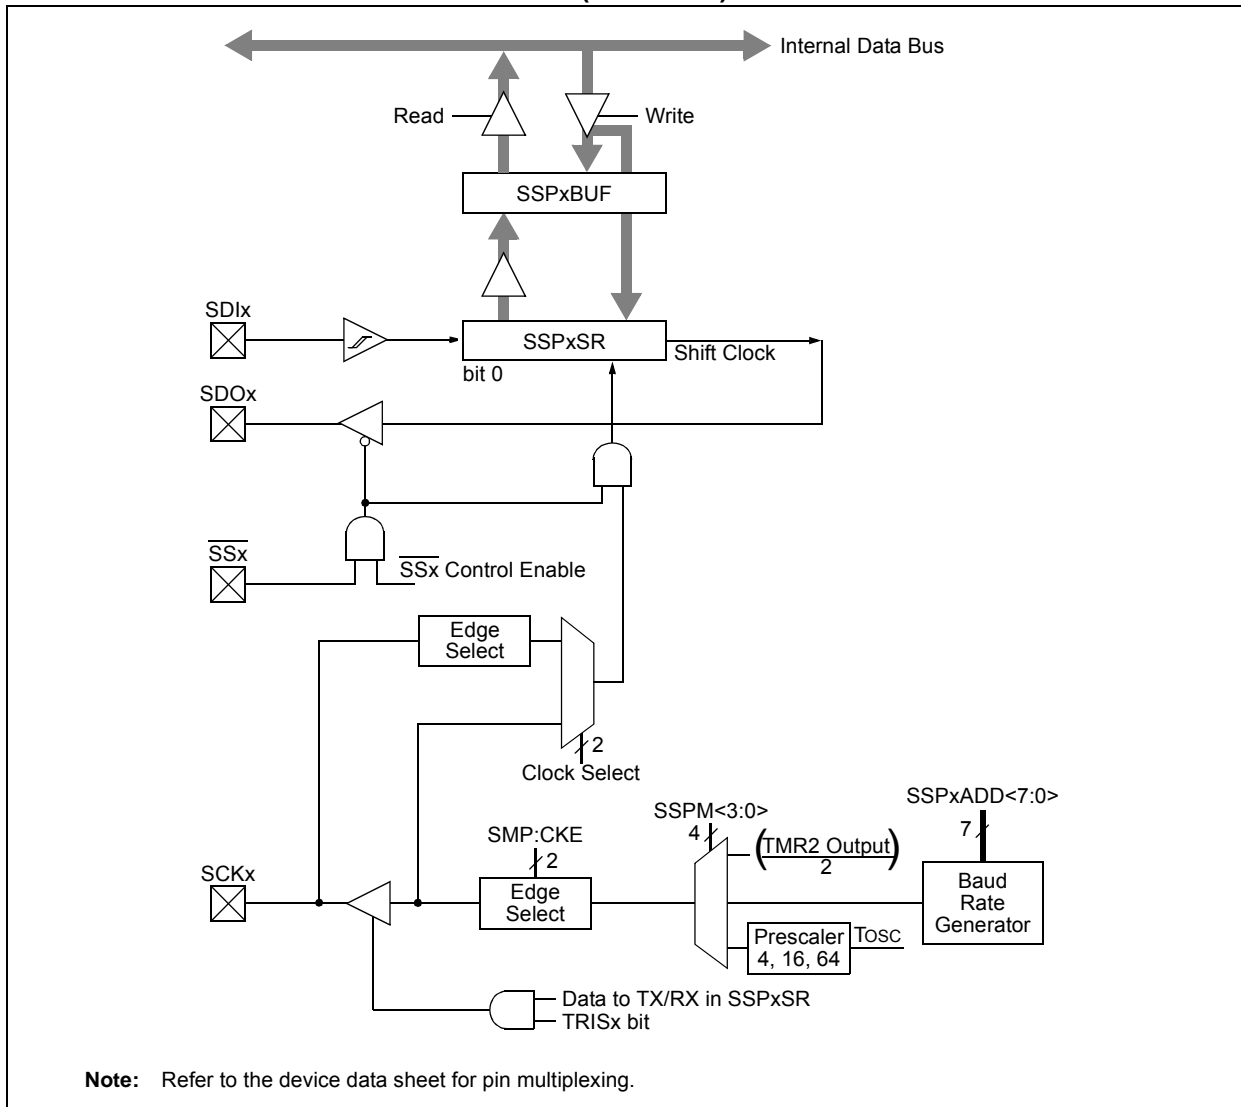 Internal Data Bus
Read
Write
SSPxBUF
SDIx
SSPxSR
Shift Clock
bit 0
SDOx
SSx
SSx Control Enable
Edge
Select
2
Clock Select
SSPM<3:0>
4
SSPxADD<7:0>
7
SMP:CKE
2
(TMR2 Output)
2
SCKx
Edge
Select
Baud
Rate
Generator
Prescaler
4, 16, 64
TOSC
Data to TX/RX in SSPxSR
TRISx bit
Note: Refer to the device data sheet for pin multiplexing.